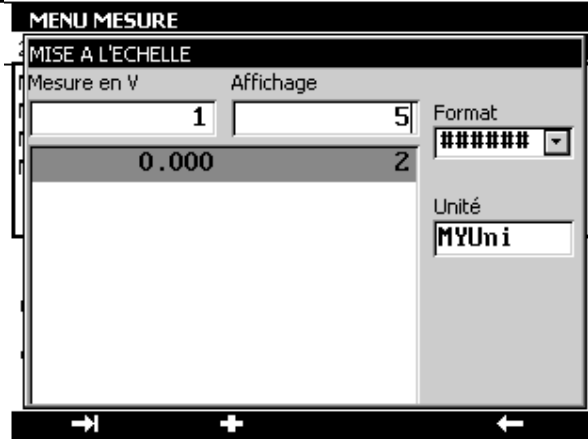 MENU MESURE
MISE A L'ECHELLE
Mesure en V Affichage
1 5
Format
######
0.000 2
Unité
MYUni